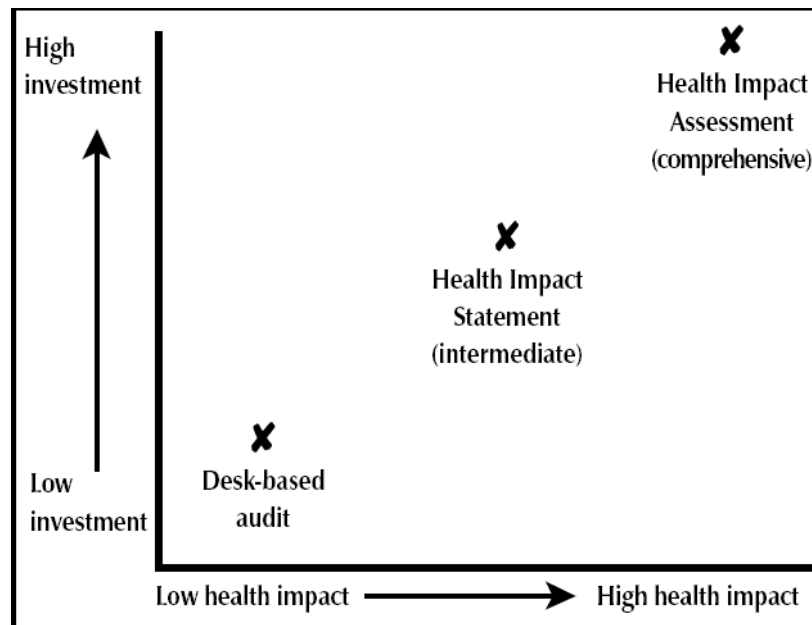 High
investment
Health Impact
Assessment
(comprehensive)
Health Impact
Statement
(intermediate)
Desk-based
audit
Low
investment
Low health impact
High health impact